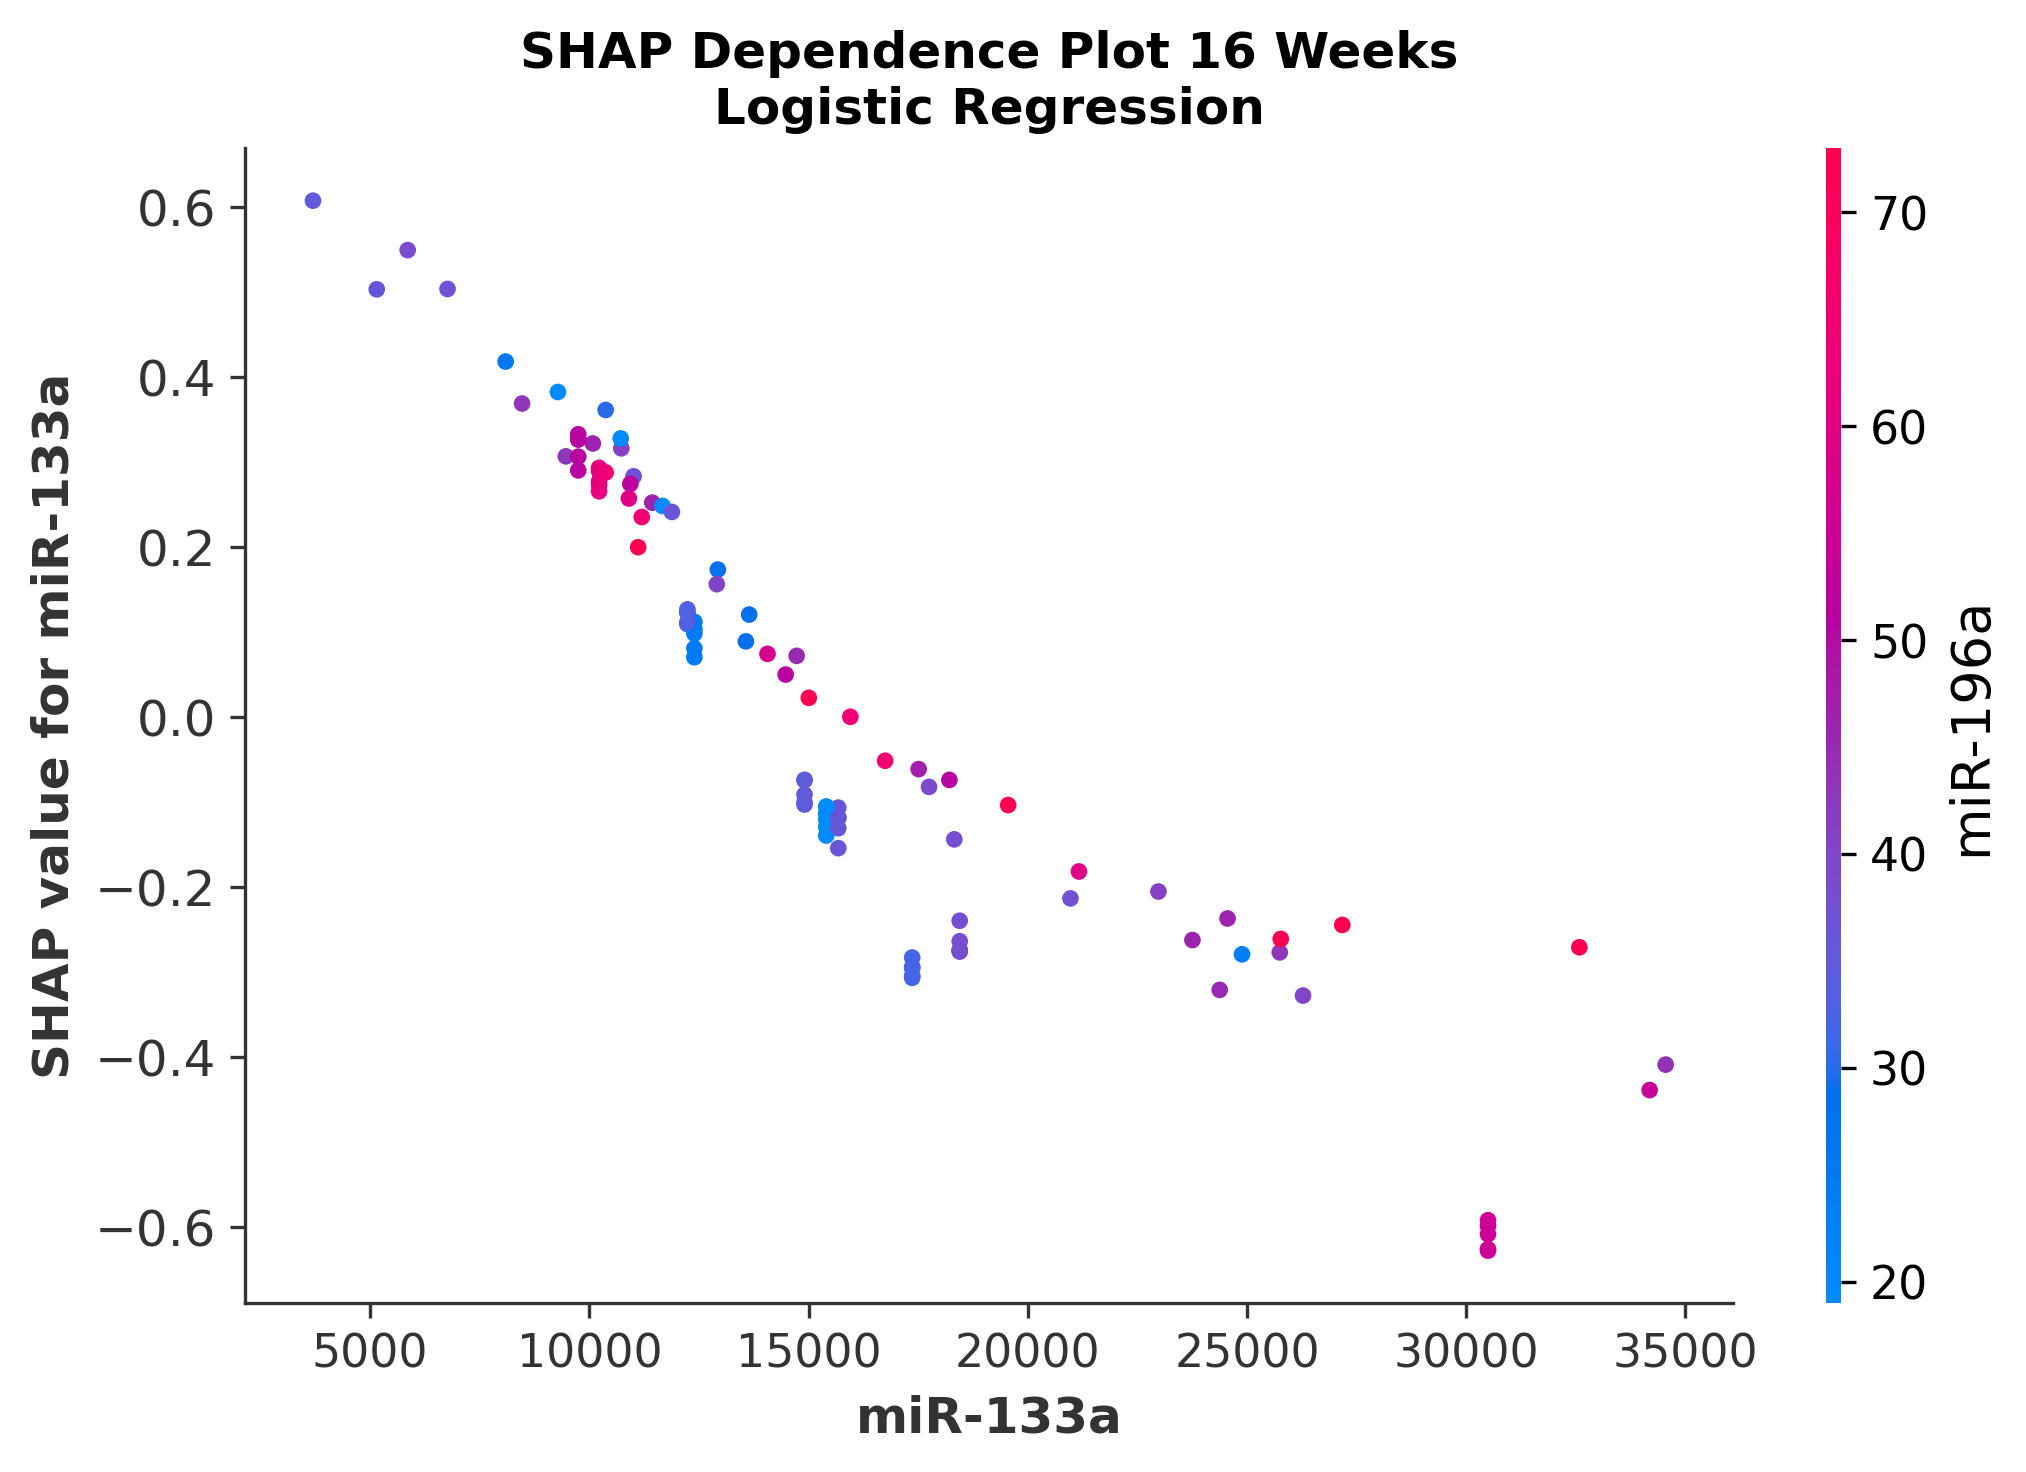 SHAP Dependence Plot 16 Weeks
Logistic Regression
SHAP value for miR-133a
0.6
0.4
0.2
0.0
−0.2
−0.4
−0.6
5000 10000 15000 20000 25000 30000 35000
miR-133a
70
60
50
40
30
20
miR-196a